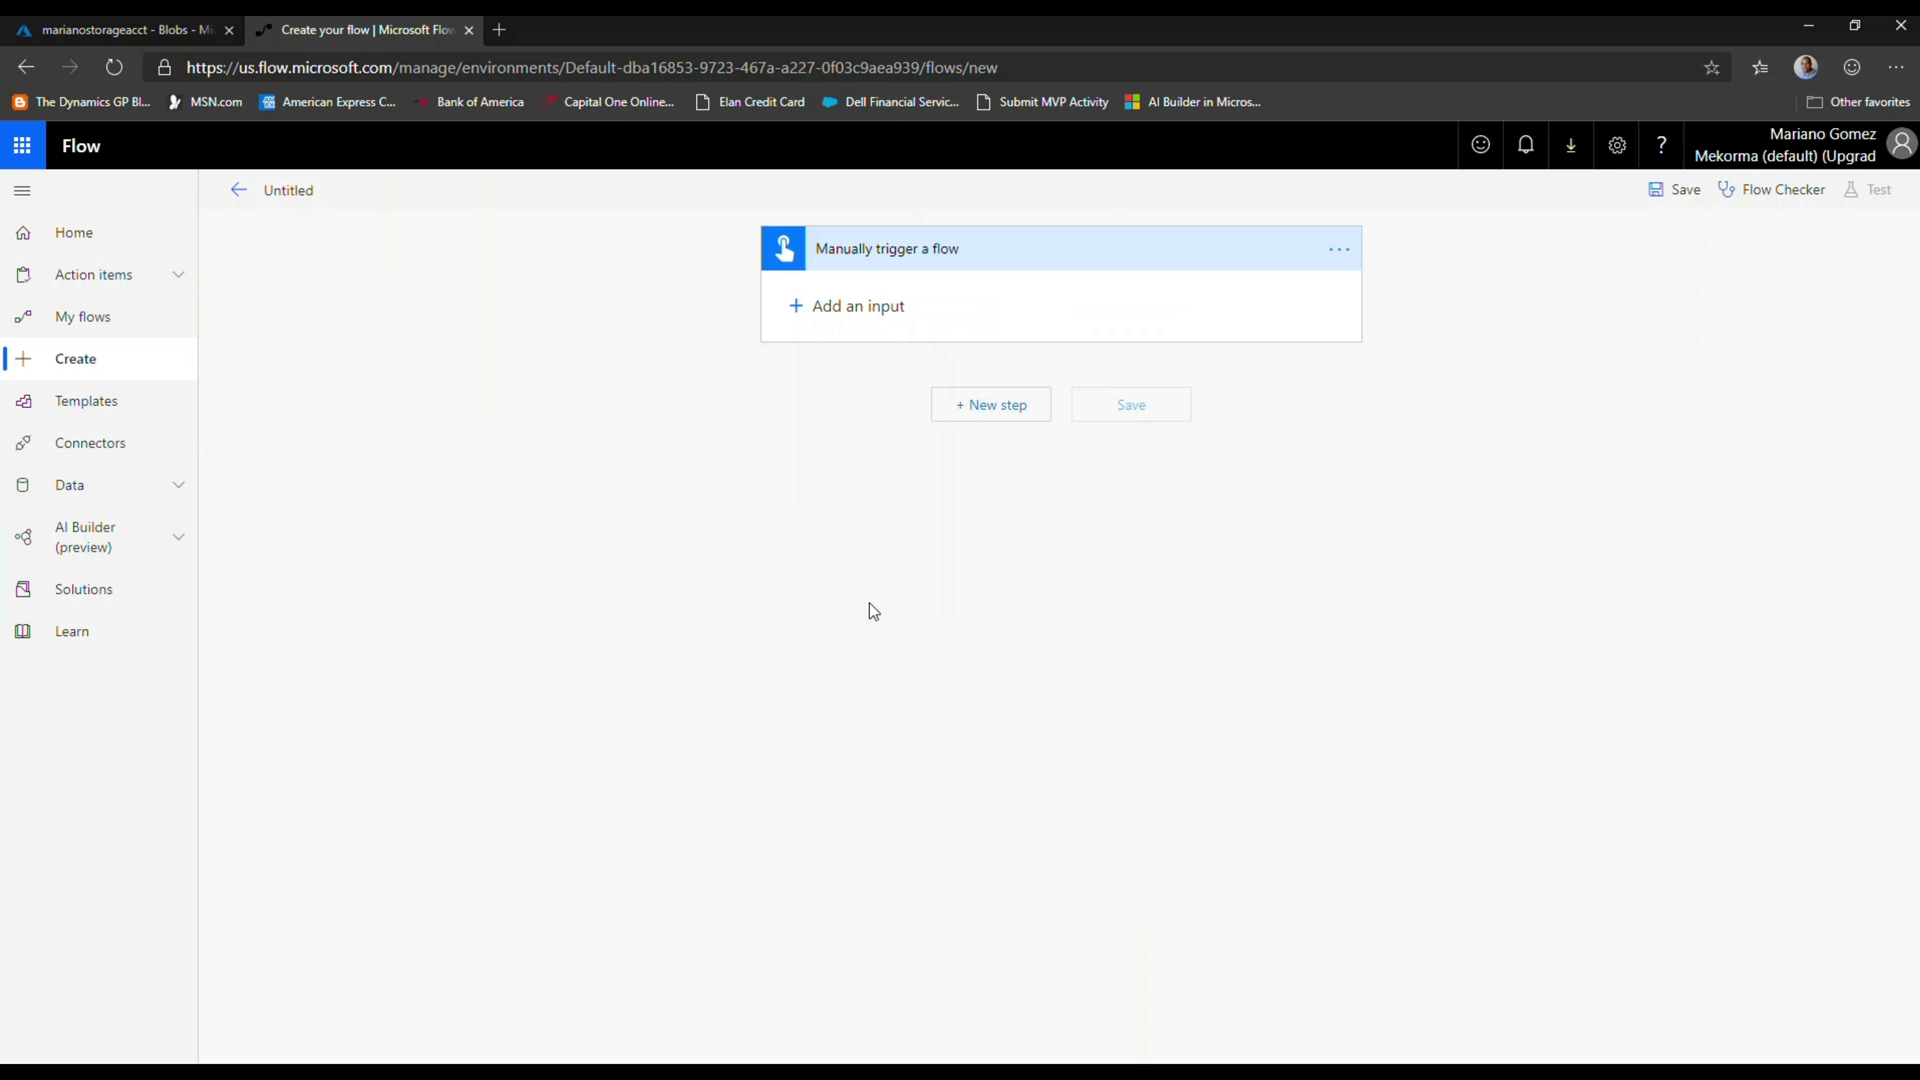 marianostorageacct - Blobs - Mi
Create your flow | Microsoft Flow
https://us.flow.microsoft.com/manage/environments/Default-dba16853-9723-467a-a227-0f03c9aea939/flows/new
The Dynamics GP Bl...
MSN.com
American Express C...
Bank of America
Capital One Online...
Elan Credit Card
Dell Financial Servic...
Submit MVP Activity
AI Builder in Micros...
Other favorites
Flow
?
Mariano Gomez
Mekorma (default) (Upgrad
Untitled
Save
Flow Checker
Test
Home
Action items
My flows
Create
Templates
Connectors
Data
AI Builder
(preview)
Solutions
Learn
Manually trigger a flow
...
+ Add an input
+ New step
Save